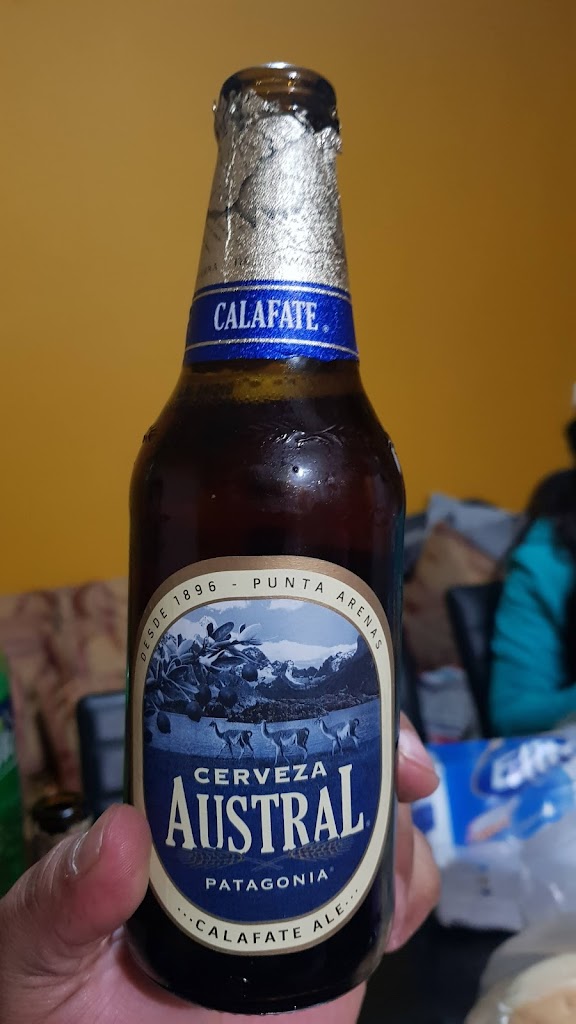 CALAFATE
DESDE 1896 - PUNTA ARENAS
CERVEZA
AUSTRAL
PATAGONIA
...CALAFATE ALE...